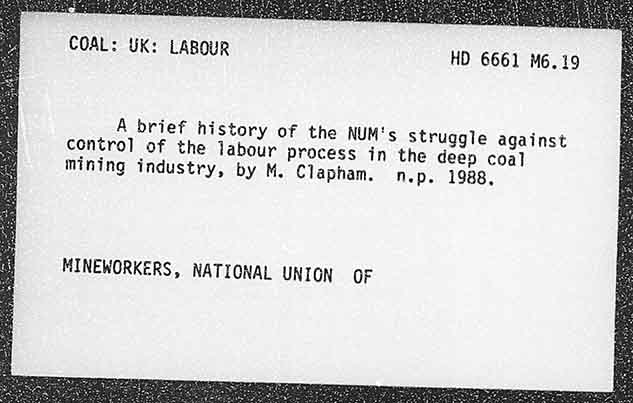 COAL: UK: LABOUR
HD 6661 M6.19
A brief history of the NUM's struggle against
control of the labour process in the deep coal
mining industry, by M. Clapham. n.p. 1988.
MINEWORKERS, NATIONAL UNION OF